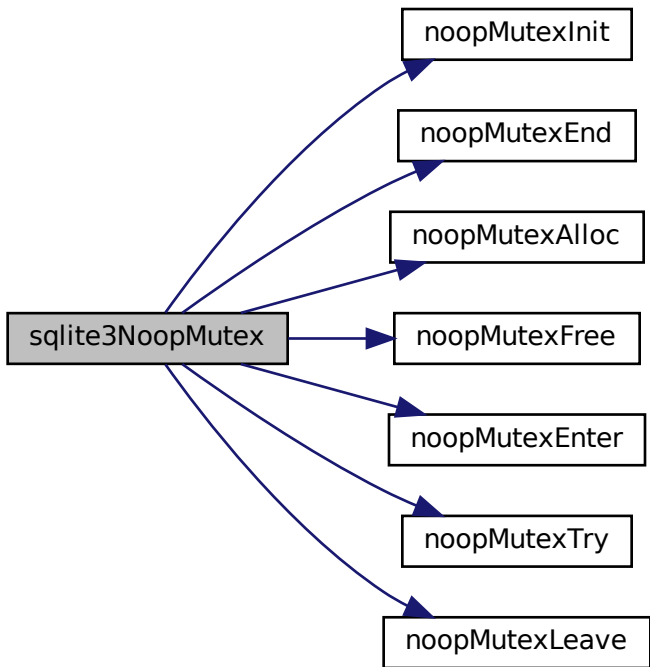 noopMutexInit
noopMutexEnd
noopMutexAlloc
sqlite3NoopMutex
noopMutexFree
noopMutexEnter
noopMutexTry
noopMutexLeave